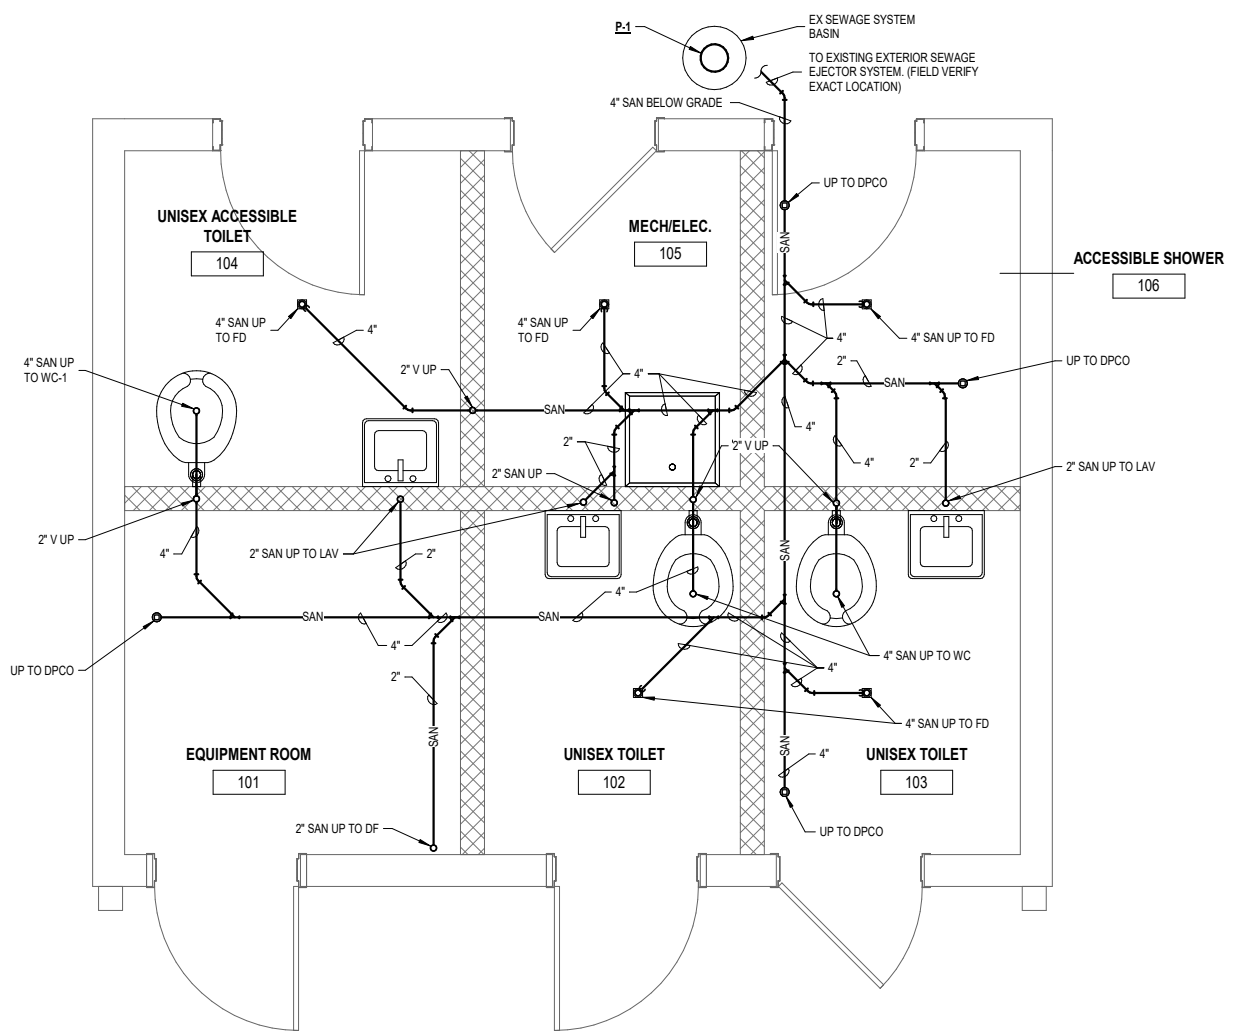 P-1
EX SEWAGE SYSTEM
BASIN
TO EXISTING EXTERIOR SEWAGE
EJECTOR SYSTEM. (FIELD VERIFY
EXACT LOCATION)
4" SAN BELOW GRADE
UP TO DPCO
SAN
UNISEX ACCESSIBLE
TOILET
104
MECH/ELEC.
105
ACCESSIBLE SHOWER
106
4" SAN UP
TO FD
4"
4" SAN UP
TO FD
4"
4" SAN UP TO FD
4" SAN UP
TO WC-1
2" V UP
4"
2"
UP TO DPCO
SAN
SAN
4"
2"
2" SAN UP
2" V UP
4"
2"
2" SAN UP TO LAV
2" V UP
4"
2" SAN UP TO LAV
2"
SAN
4"
SAN
SAN
4"
4"
4" SAN UP TO WC
UP TO DPCO
2"
4"
SAN
SAN
4" SAN UP TO FD
EQUIPMENT ROOM
101
UNISEX TOILET
102
4"
UNISEX TOILET
103
2" SAN UP TO DF
UP TO DPCO